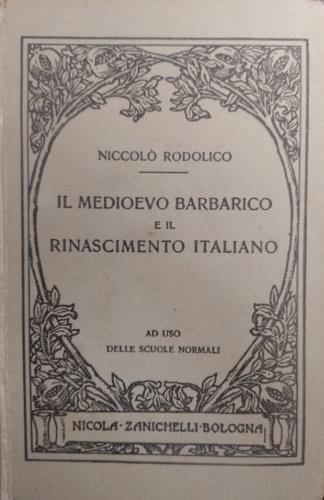 NICCOLÒ RODOLICO
IL MEDIOEVO BARBARICO
E IL
RINASCIMENTO ITALIANO
AD USO
DELLE SCUOLE NORMALI
NICOLA·ZANICHELLI·BOLOGNA